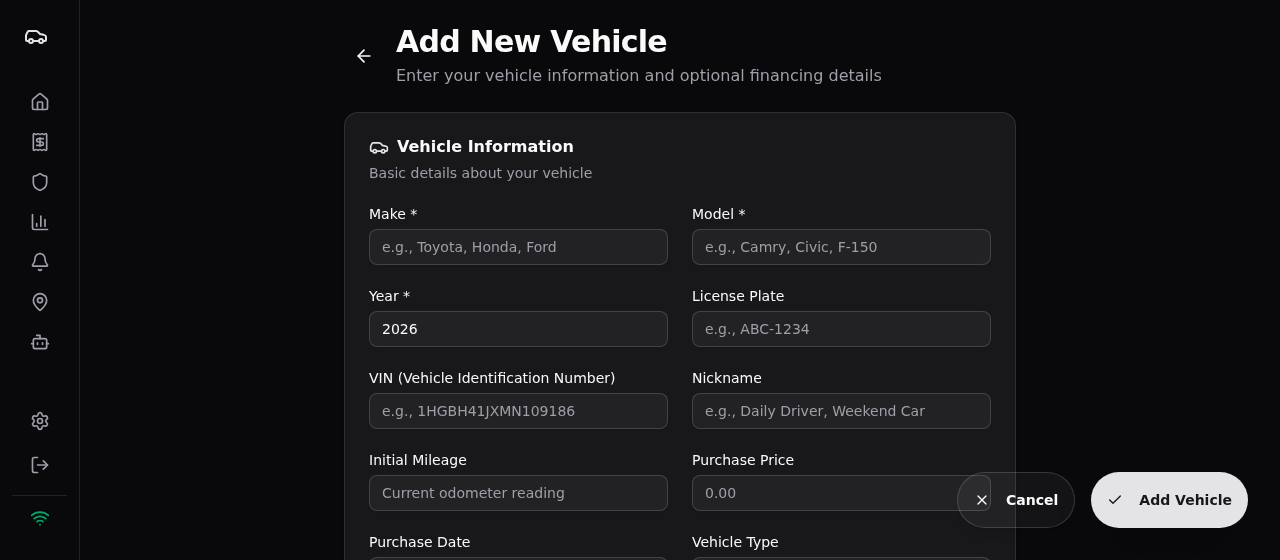 Add New Vehicle
Enter your vehicle information and optional financing details
Vehicle Information
Basic details about your vehicle
Make *
Model *
e.g., Toyota, Honda, Ford
e.g., Camry, Civic, F-150
Year *
License Plate
2026
e.g., ABC-1234
VIN (Vehicle Identification Number)
Nickname
e.g., 1HGBH41JXMN109186
e.g., Daily Driver, Weekend Car
Initial Mileage
Purchase Price
Current odometer reading
0.00
Cancel
Add Vehicle
Purchase Date
Vehicle Type